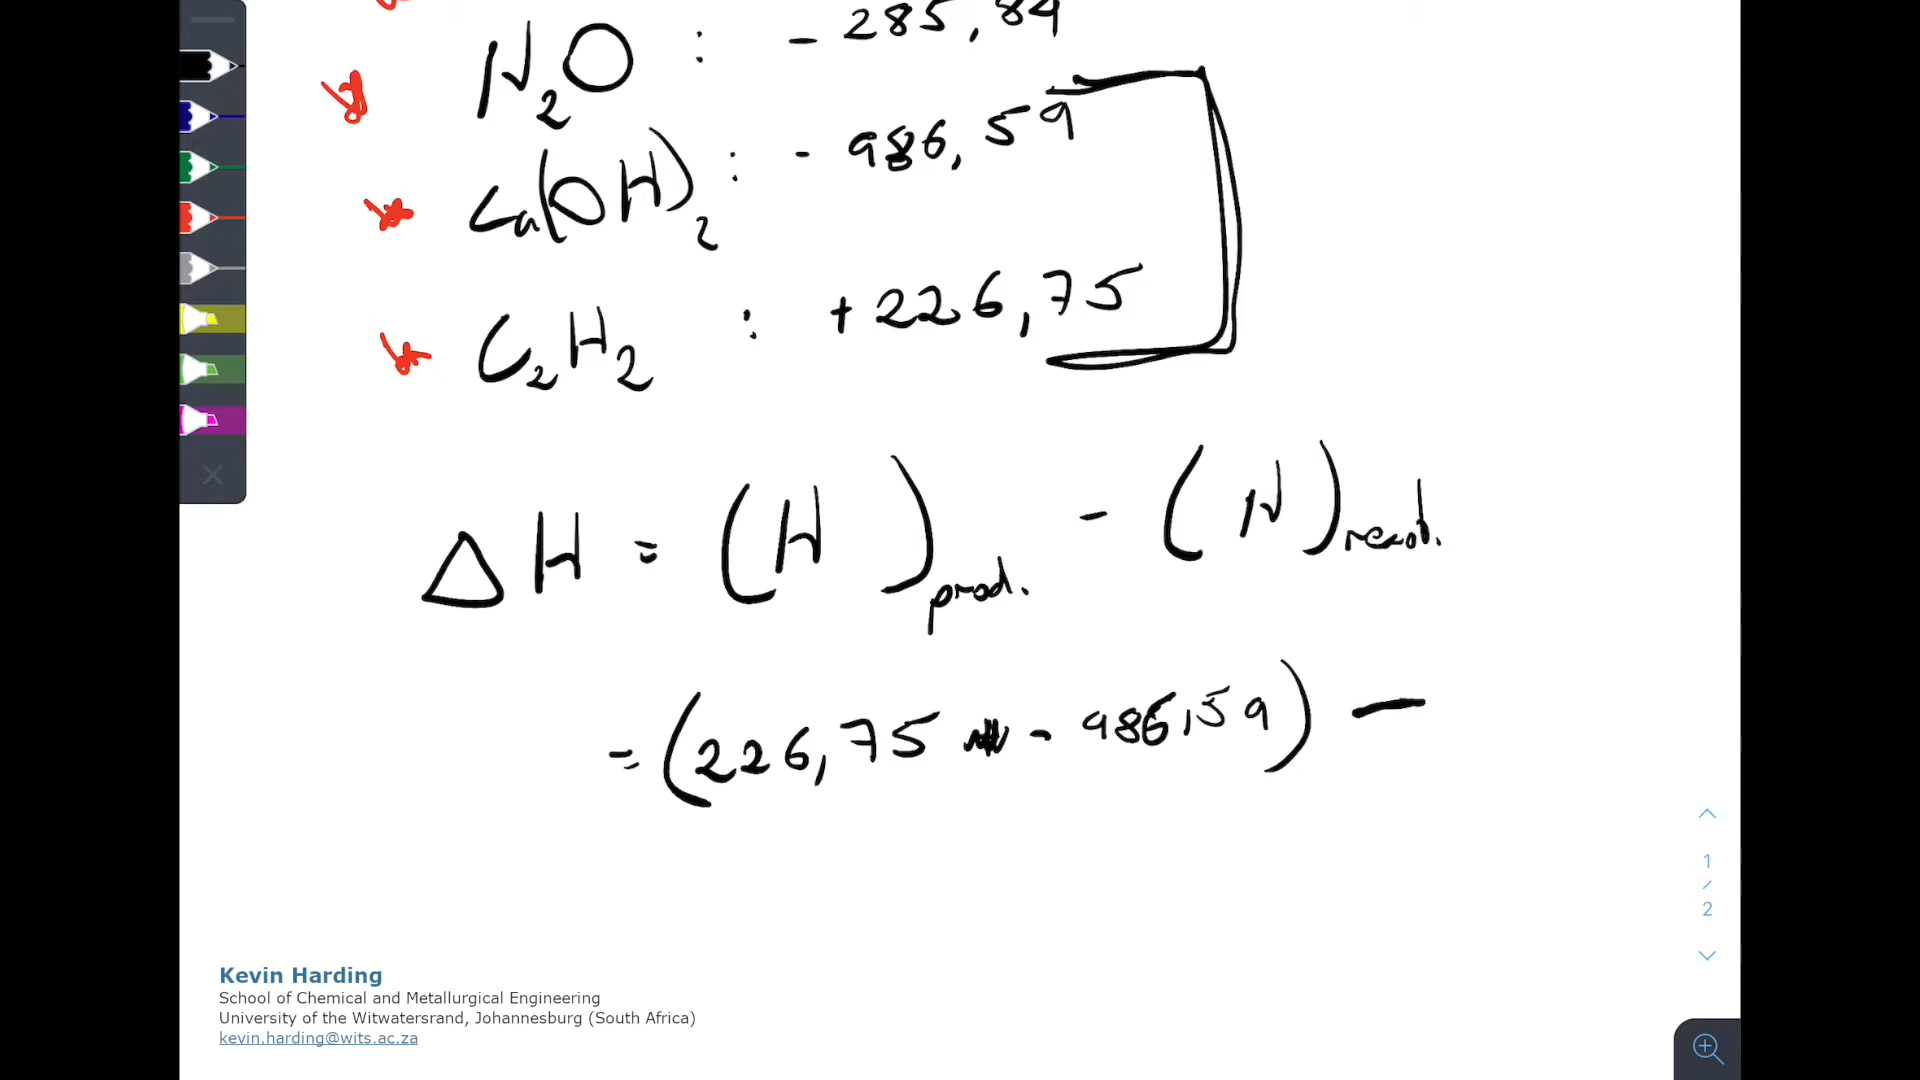 H₂O : - 285,84
Ca(OH)₂ : - 986,59
C₂H₂ : +226,75
ΔH = (H )prod. - (H)react.
= (226,75 - 986,59) -
1
/
2
Kevin Harding
School of Chemical and Metallurgical Engineering
University of the Witwatersrand, Johannesburg (South Africa)
kevin.harding@wits.ac.za